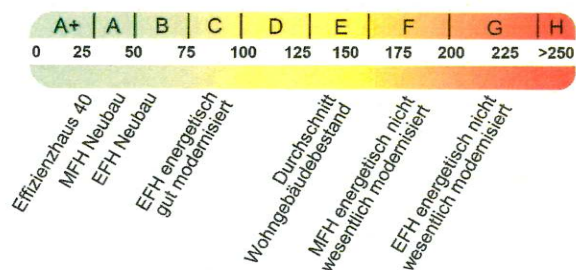 A+ A B C D E F G H
0 25 50 75 100 125 150 175 200 225 >250
Effizienzhaus 40
MFH Neubau
EFH Neubau
EFH energetisch
gut modernisiert
Durchschnitt
Wohngebäudebestand
MFH energetisch nicht
wesentlich modernisiert
EFH energetisch nicht
wesentlich modernisiert